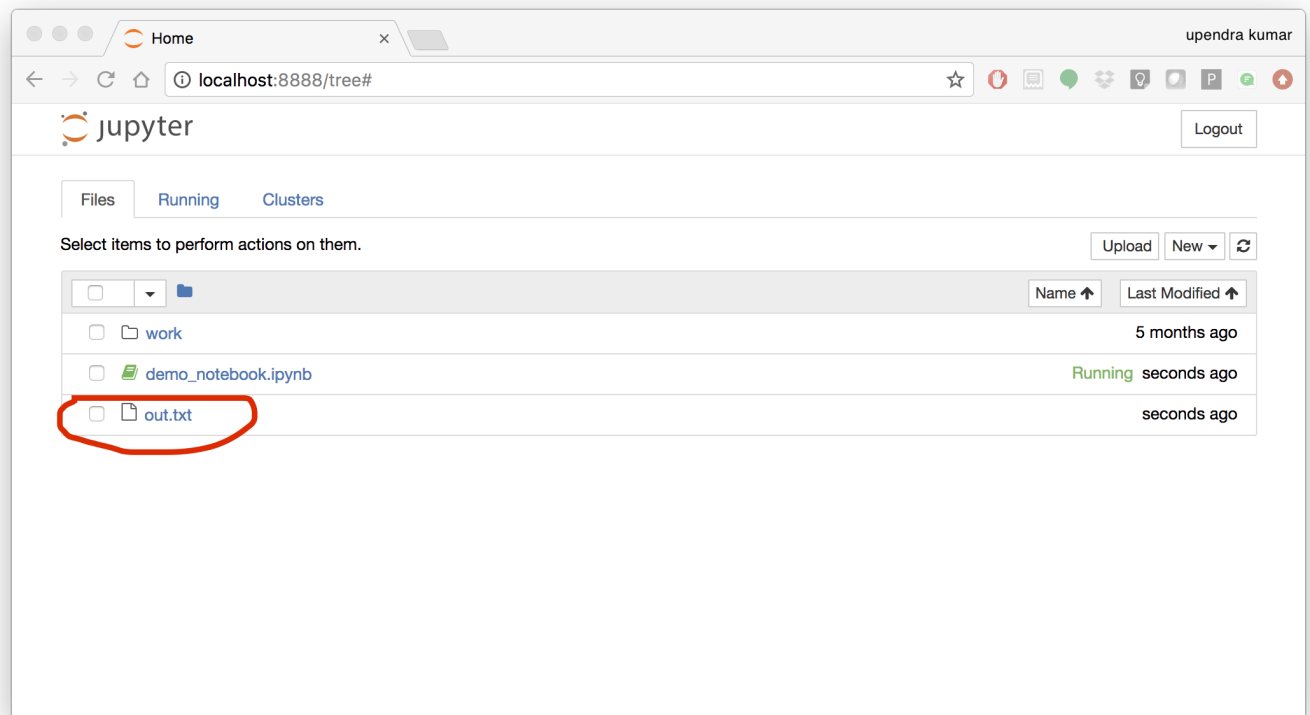 Home
upendra kumar
localhost:8888/tree#
P
jupyter
Logout
Files Running Clusters
Select items to perform actions on them.
Upload New
Name Last Modified
work 5 months ago
demo_notebook.ipynb Running seconds ago
out.txt seconds ago